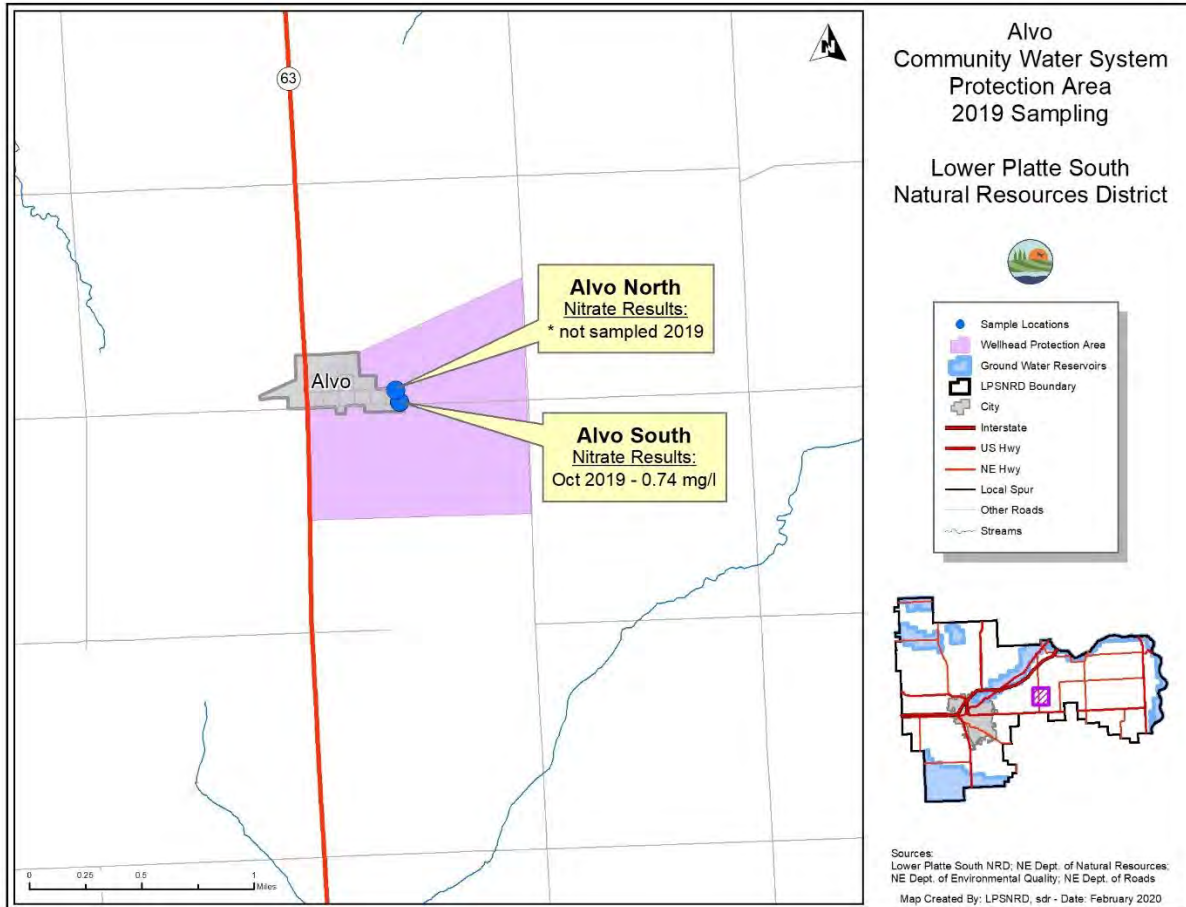 63
N
Alvo North
Nitrate Results:
* not sampled 2019
Alvo
Alvo South
Nitrate Results:
Oct 2019 - 0.74 mg/l
0 0.25 0.5 1
Miles
Alvo
Community Water System
Protection Area
2019 Sampling
Lower Platte South
Natural Resources District
Sample Locations
Wellhead Protection Area
Ground Water Reservoirs
LPSNRD Boundary
City
Interstate
US Hwy
NE Hwy
Local Spur
Other Roads
Streams
Sources:
Lower Platte South NRD; NE Dept. of Natural Resources;
NE Dept. of Environmental Quality; NE Dept. of Roads
Map Created By: LPSNRD, sdr - Date: February 2020